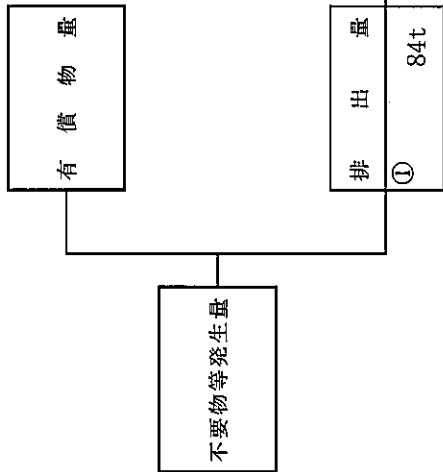 有償物量
不要物等発生量
排出量
① 84t